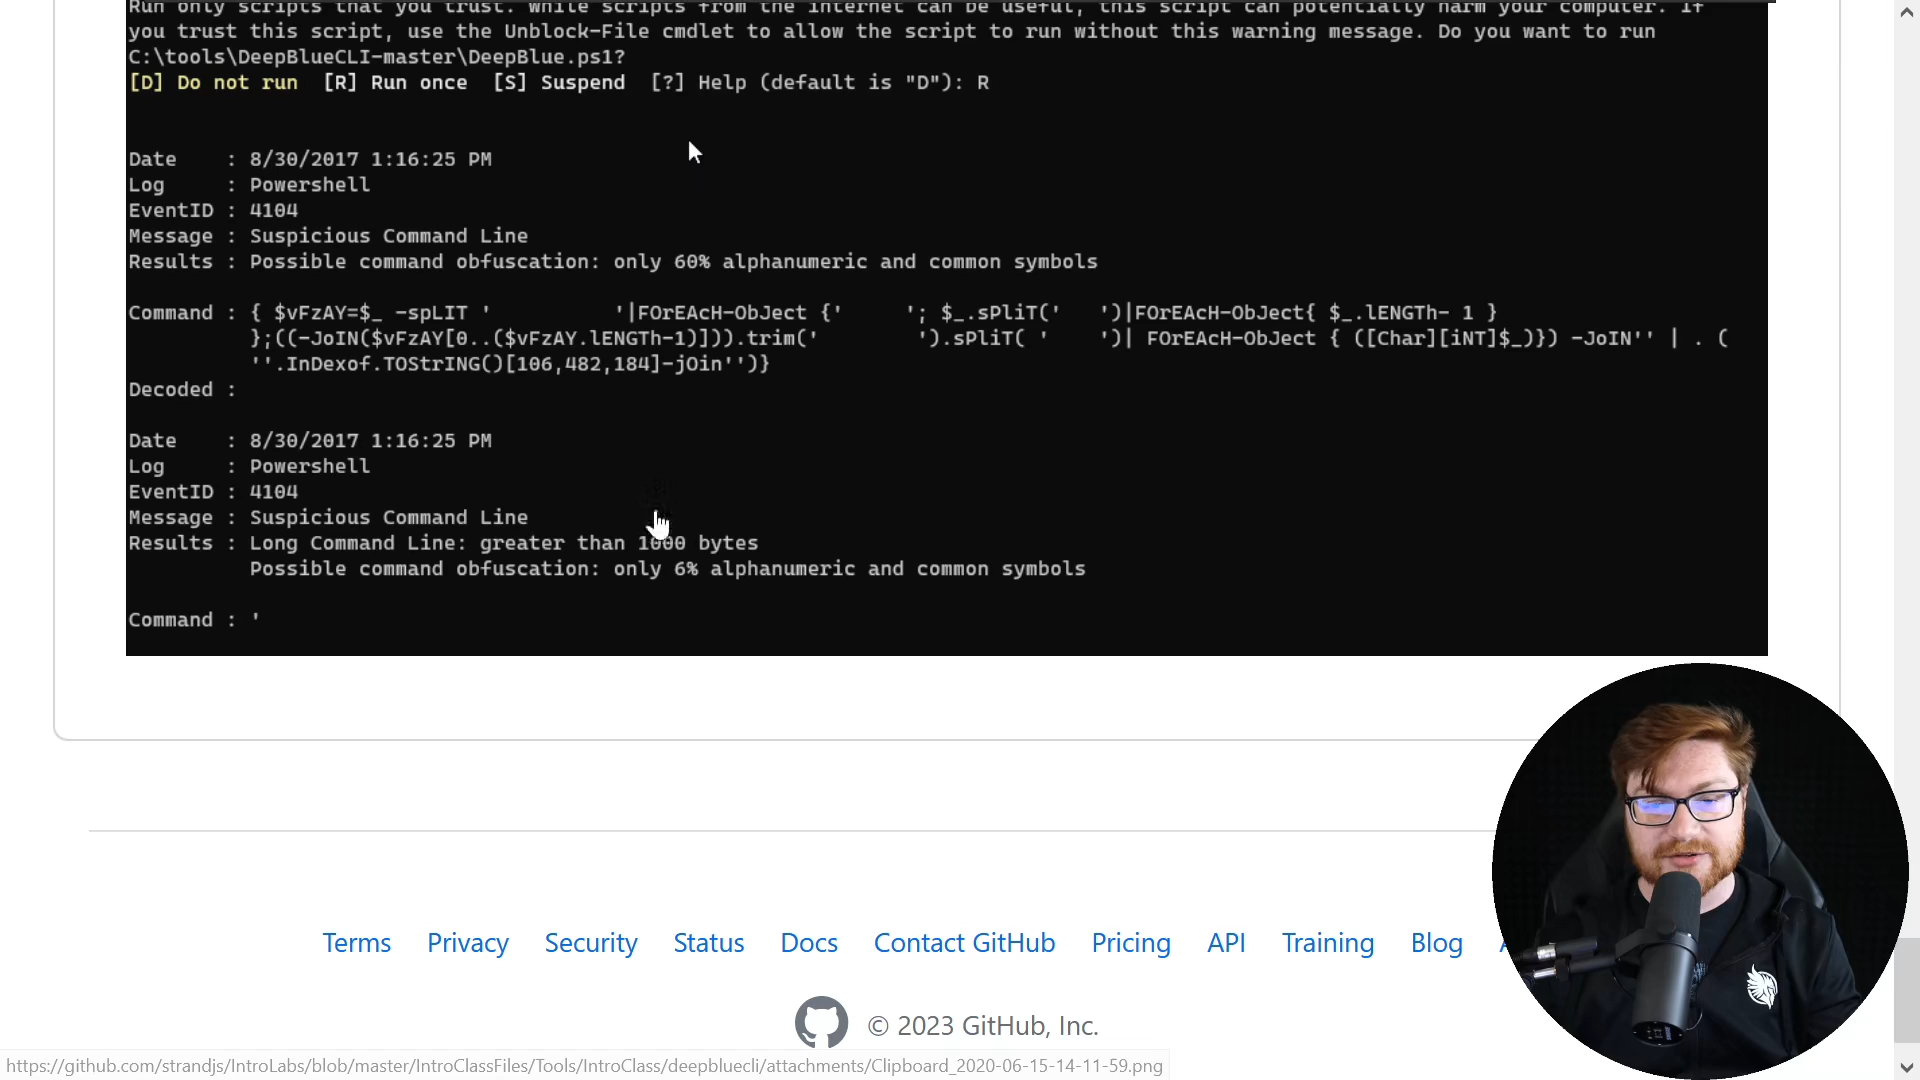 Run only scripts that you trust. While scripts from the internet can be useful, this script can potentially harm your computer. If
you trust this script, use the Unblock-File cmdlet to allow the script to run without this warning message. Do you want to run
C:\tools\DeepBlueCLI-master\DeepBlue.ps1?
[D] Do not run  [R] Run once  [S] Suspend  [?] Help (default is "D"): R
Date    : 8/30/2017 1:16:25 PM
Log     : Powershell
EventID : 4104
Message : Suspicious Command Line
Results : Possible command obfuscation: only 60% alphanumeric and common symbols
Command : { $vFzAY=$_ -spLIT '          '|FOrEAcH-ObJect {'     '; $_.sPliT('   ')|FOrEAcH-ObJect{ $_.lENGTh- 1 }
          };((-JoIN($vFzAY[0..($vFzAY.lENGTh-1)])).trim('        ').sPliT( '    ')| FOrEAcH-ObJect { ([Char][iNT]$_)}) -JoIN'' | . (
          ''.InDexof.TOStrING()[106,482,184]-jOin'')}
Decoded :
Date    : 8/30/2017 1:16:25 PM
Log     : Powershell
EventID : 4104
Message : Suspicious Command Line
Results : Long Command Line: greater than 1000 bytes
          Possible command obfuscation: only 6% alphanumeric and common symbols
Command : '
Terms Privacy Security Status Docs Contact GitHub Pricing API Training Blog
© 2023 GitHub, Inc.
https://github.com/strandjs/IntroLabs/blob/master/IntroClassFiles/Tools/IntroClass/deepbluecli/attachments/Clipboard_2020-06-15-14-11-59.png